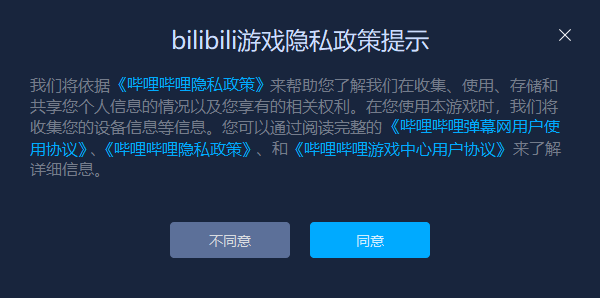 bilibili游戏隐私政策提示
我们将依据《哔哩哔哩隐私政策》来帮助您了解我们在收集、使用、存储和
共享您个人信息的情况以及您享有的相关权利。在您使用本游戏时，我们将
收集您的设备信息等信息。您可以通过阅读完整的《哔哩哔哩弹幕网用户使
用协议》、《哔哩哔哩隐私政策》、和《哔哩哔哩游戏中心用户协议》来了解
详细信息。
不同意
同意